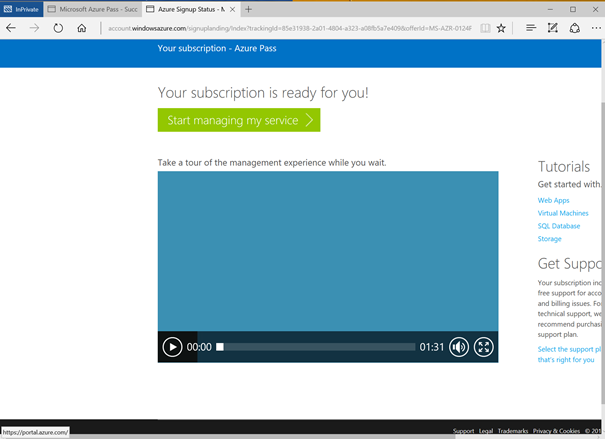 InPrivate
Microsoft Azure Pass - Succ
Azure Signup Status - M
account.windowsazure.com/signuplanding/Index?trackingId=85e31938-2a01-4804-a323-a08fb5a7e409&offerId=MS-AZR-0124F
Your subscription - Azure Pass
Your subscription is ready for you!
Start managing my service
Take a tour of the management experience while you wait.
00:00
01:31
Tutorials
Get started with.
Web Apps
Virtual Machines
SQL Database
Storage
Get Suppo
Your subscription inc
free support for acco
and billing issues. Fo
technical support, we
recommend purchasi
support plan.
Select the support pl
that's right for you
https://portal.azure.com/
Support Legal Trademarks Privacy & Cookies © 201